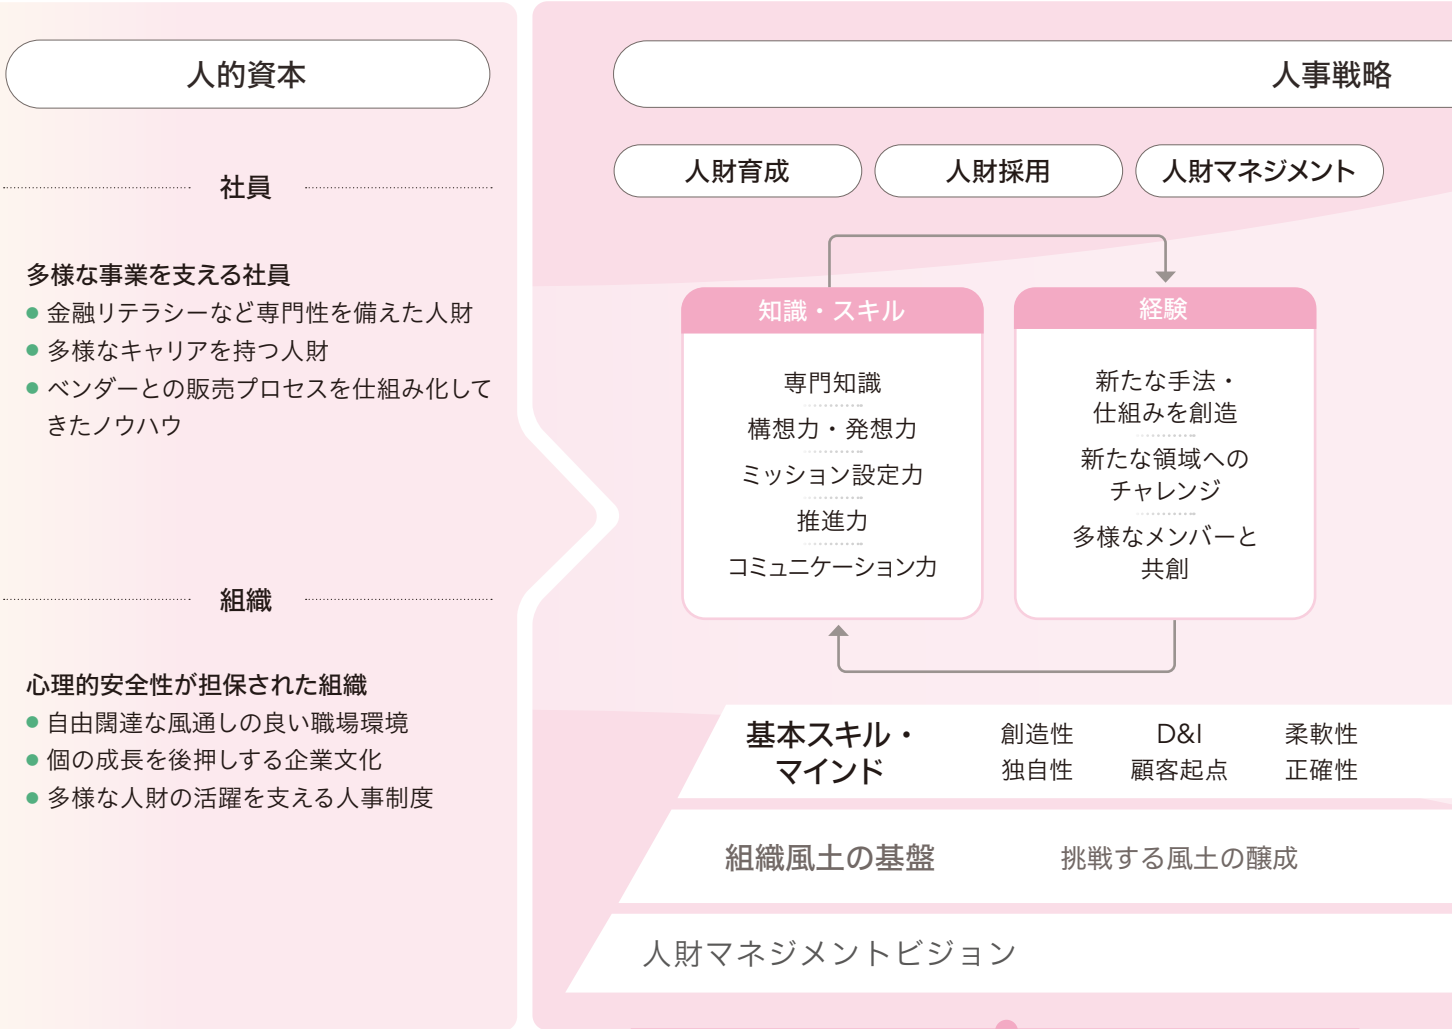 人的資本
社員
多様な事業を支える社員
● 金融リテラシーなど専門性を備えた人財
● 多様なキャリアを持つ人財
● ベンダーとの販売プロセスを仕組み化して
きたノウハウ
組織
心理的安全性が担保された組織
● 自由闊達な風通しの良い職場環境
● 個の成長を後押しする企業文化
● 多様な人財の活躍を支える人事制度
人事戦略
人財育成
人財採用
人財マネジメント
知識・スキル
専門知識
構想力・発想力
ミッション設定力
推進力
コミュニケーション力
経験
新たな手法・
仕組みを創造
新たな領域への
チャレンジ
多様なメンバーと
共創
基本スキル・
マインド
創造性 D&I 柔軟性
独自性 顧客起点 正確性
組織風土の基盤 挑戦する風土の醸成
人財マネジメントビジョン